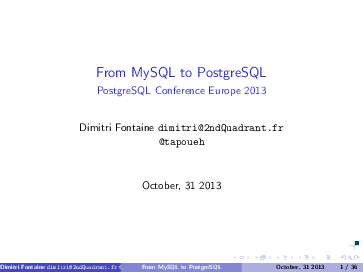 From MySQL to PostgreSQL
PostgreSQL Conference Europe 2013
Dimitri Fontaine dimitri@2ndQuadrant.fr
@tapoueh
October, 31 2013
Dimitri Fontaine dimitri@2ndQuadrant.fr @ From MySQL to PostgreSQL October, 31 2013 1 / 36